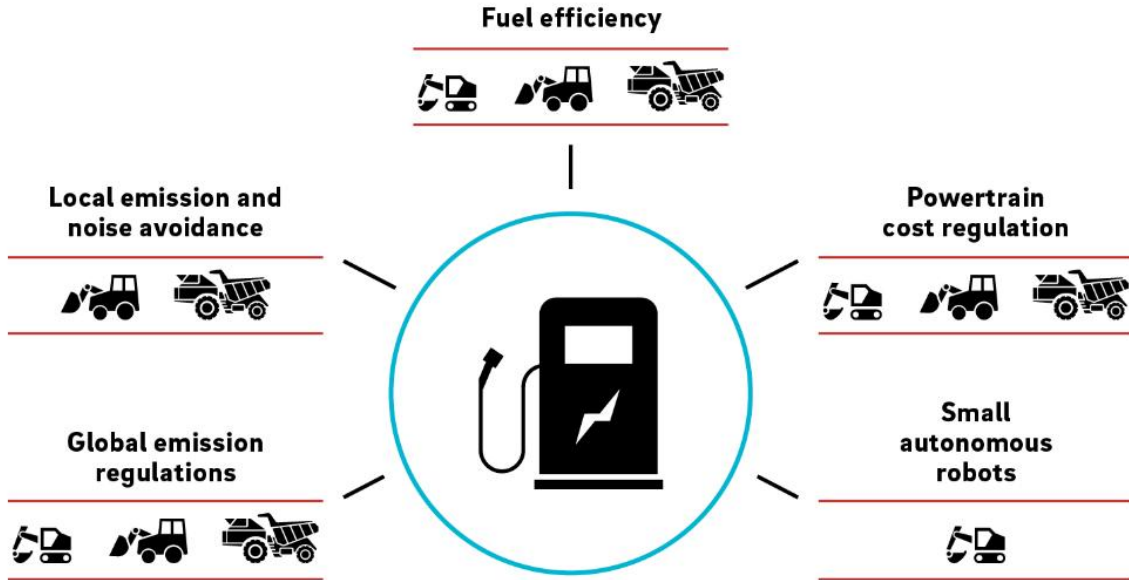 Fuel efficiency
Local emission and
noise avoidance
Powertrain
cost regulation
Global emission
regulations
Small
autonomous
robots